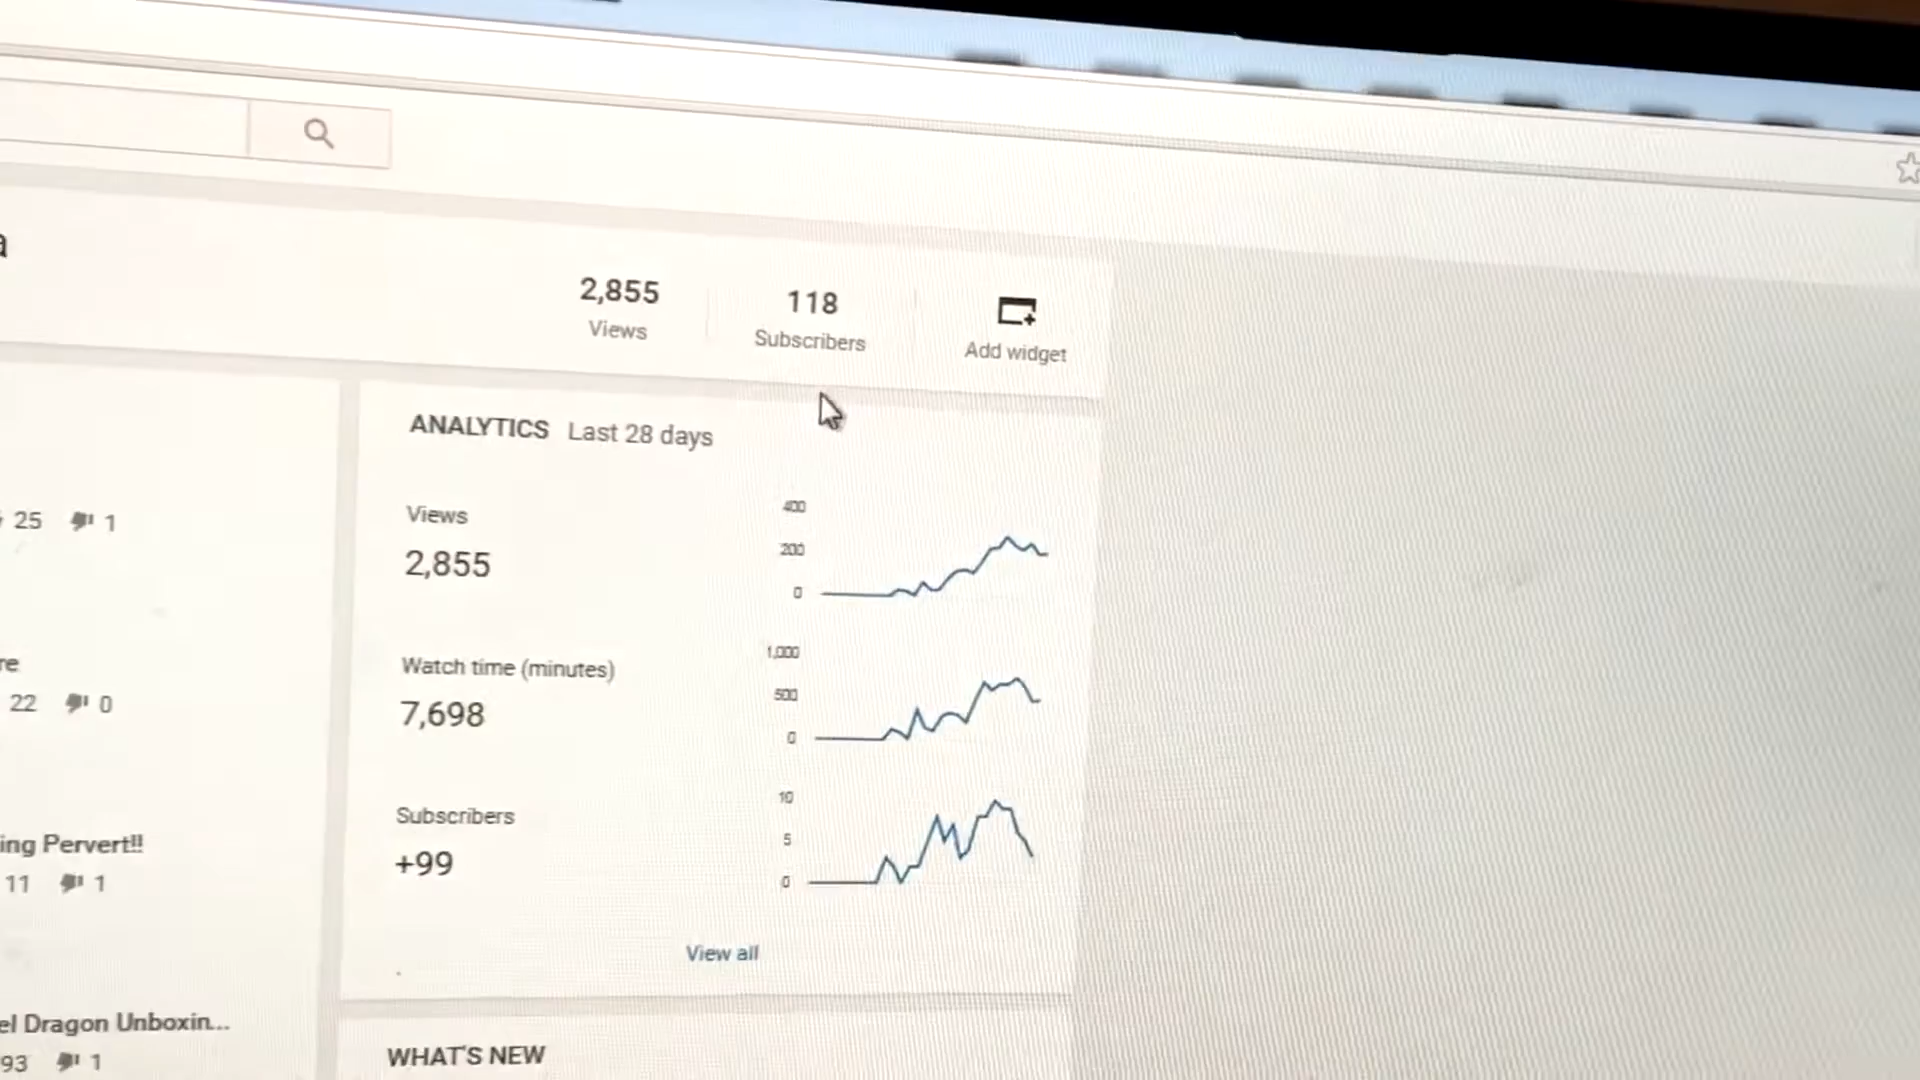 a
2,855
Views
118
Subscribers
Add widget
25 1
re
22 0
ing Pervert!!
11 1
el Dragon Unboxin...
93 1
ANALYTICS Last 28 days
Views
2,855
400
200
0
Watch time (minutes)
7,698
1,000
500
0
Subscribers
+99
10
5
0
View all
WHAT'S NEW